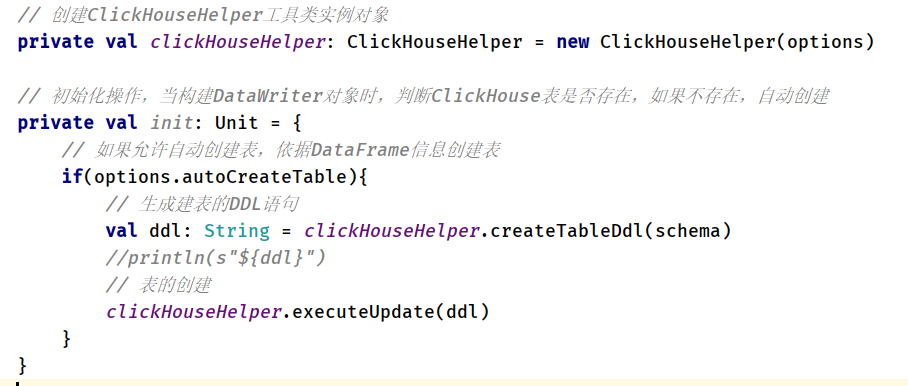 // 创建ClickHouseHelper工具类实例对象
private val clickHouseHelper: ClickHouseHelper = new ClickHouseHelper(options)
// 初始化操作，当构建DataWriter对象时，判断ClickHouse表是否存在，如果不存在，自动创建
private val init: Unit = {
    // 如果允许自动创建表，依据DataFrame信息创建表
    if(options.autoCreateTable){
        // 生成建表的DDL语句
        val ddl: String = clickHouseHelper.createTableDdl(schema)
        //println(s"${ddl}")
        // 表的创建
        clickHouseHelper.executeUpdate(ddl)
    }
}